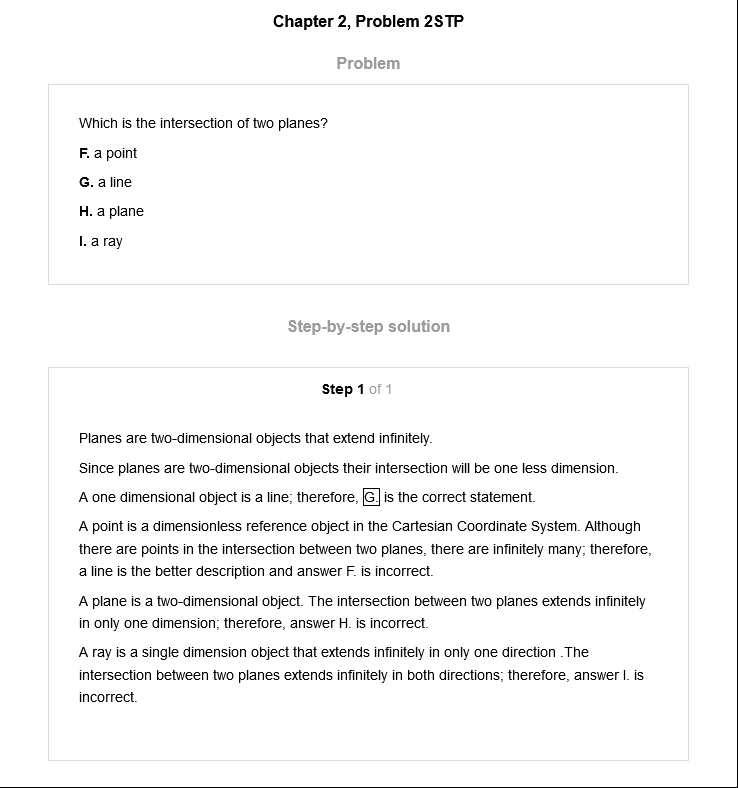 Chapter 2, Problem 2STP
Problem
Which is the intersection of two planes?
F. a point
G. a line
H. a plane
I. a ray
Step-by-step solution
Step 1 of 1
Planes are two-dimensional objects that extend infinitely.
Since planes are two-dimensional objects their intersection will be one less dimension.
A one dimensional object is a line; therefore, G. is the correct statement.
A point is a dimensionless reference object in the Cartesian Coordinate System. Although
there are points in the intersection between two planes, there are infinitely many; therefore,
a line is the better description and answer F. is incorrect.
A plane is a two-dimensional object. The intersection between two planes extends infinitely
in only one dimension; therefore, answer H. is incorrect.
A ray is a single dimension object that extends infinitely in only one direction .The
intersection between two planes extends infinitely in both directions; therefore, answer I. is
incorrect.